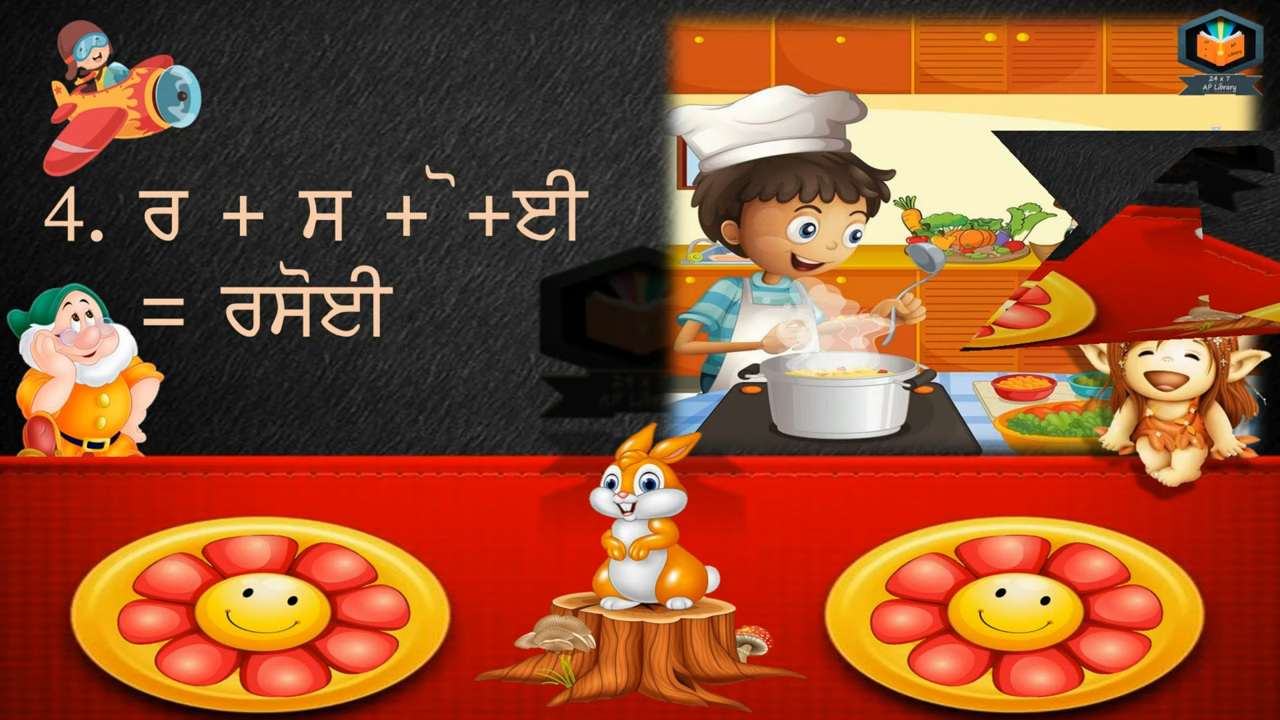 4. ਰ + ਸ + ੋ +ਈ
= ਰਸੋਈ
24 x 7
AP Library